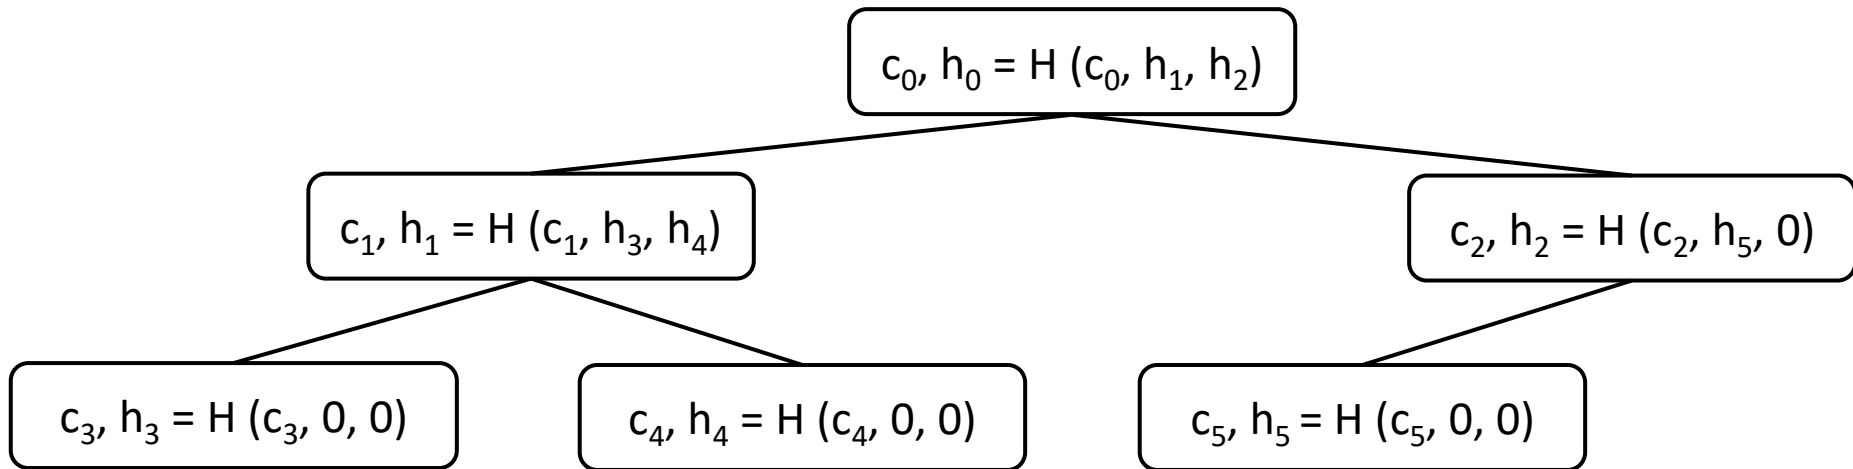 c₀, h₀ = H (c₀, h₁, h₂)
c₁, h₁ = H (c₁, h₃, h₄)
c₂, h₂ = H (c₂, h₅, 0)
c₃, h₃ = H (c₃, 0, 0)
c₄, h₄ = H (c₄, 0, 0)
c₅, h₅ = H (c₅, 0, 0)